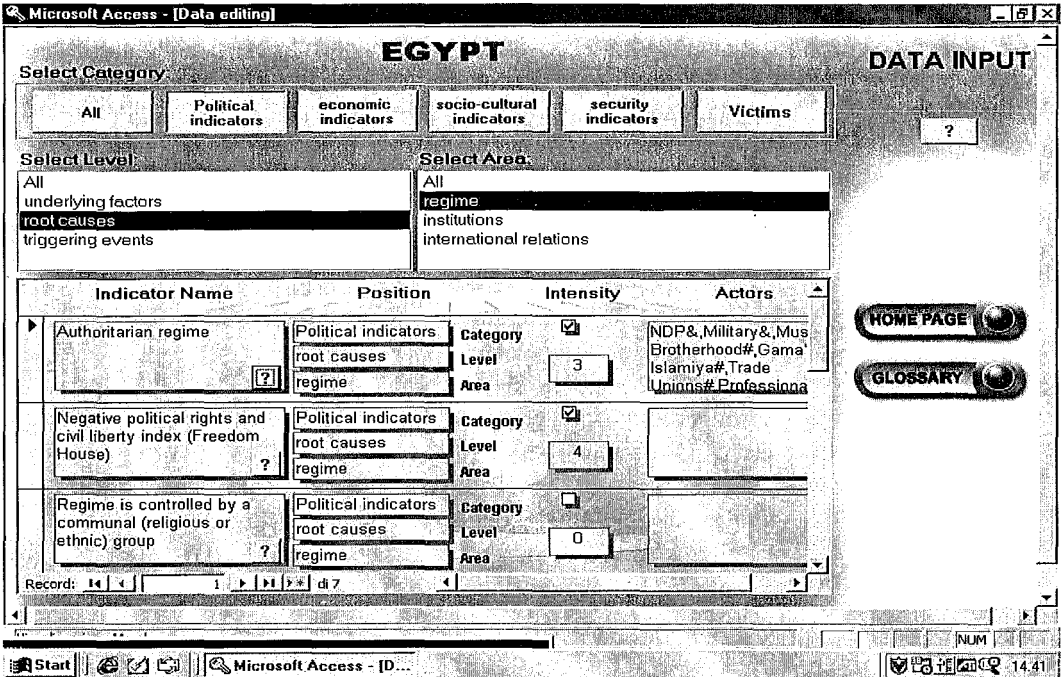 Microsoft Access - [Data editing]
EGYPT
DATA INPUT
Select Category:
All
Political indicators
economic indicators
socio-cultural indicators
security indicators
Victims
?
Select Level:
All
underlying factors
root causes
triggering events
Select Area:
All
regime
institutions
international relations
Indicator Name Position Intensity Actors
Authoritarian regime
?
Political indicators Category
root causes Level
regime Area
3
NDP&,Military&,Mus
Brotherhood#,Gama'
Islamiya#,Trade
Unions#,Professiona
Negative political rights and
civil liberty index (Freedom
House)
?
Political indicators Category
root causes Level
regime Area
4
Regime is controlled by a
communal (religious or
ethnic) group
?
Political indicators Category
root causes Level
regime Area
0
Record: 1 di 7
HOME PAGE
GLOSSARY
NUM
Start
Microsoft Access - [D...
14.41